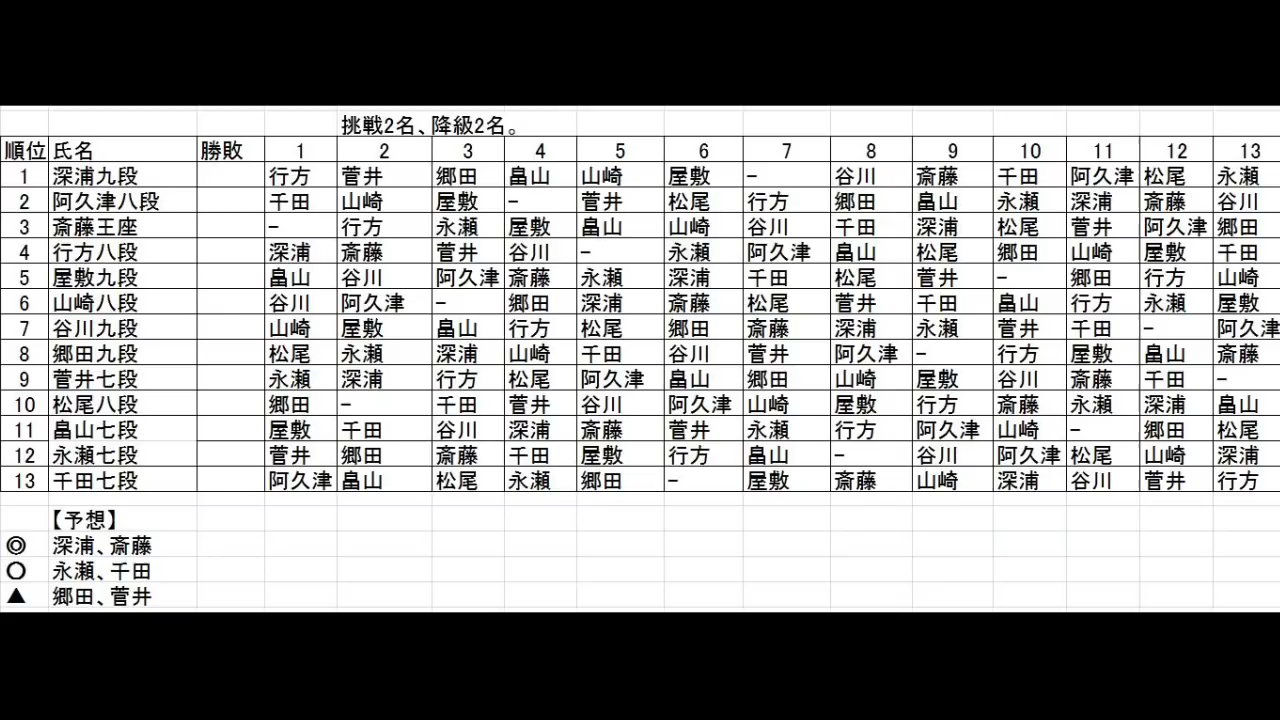 挑戦2名、降級2名。
順位 氏名 勝敗 1 2 3 4 5 6 7 8 9 10 11 12 13
1 深浦九段 行方 菅井 郷田 畠山 山崎 屋敷 － 谷川 斎藤 千田 阿久津 松尾 永瀬
2 阿久津八段 千田 山崎 屋敷 － 菅井 松尾 行方 郷田 畠山 永瀬 深浦 斎藤 谷川
3 斎藤王座 － 行方 永瀬 屋敷 畠山 山崎 谷川 千田 深浦 松尾 菅井 阿久津 郷田
4 行方八段 深浦 斎藤 菅井 谷川 － 永瀬 阿久津 畠山 松尾 郷田 山崎 屋敷 千田
5 屋敷九段 畠山 谷川 阿久津 斎藤 永瀬 深浦 千田 松尾 菅井 － 郷田 行方 山崎
6 山崎八段 谷川 阿久津 － 郷田 深浦 斎藤 松尾 菅井 千田 畠山 行方 永瀬 屋敷
7 谷川九段 山崎 屋敷 畠山 行方 松尾 郷田 斎藤 深浦 永瀬 菅井 千田 － 阿久津
8 郷田九段 松尾 永瀬 深浦 山崎 千田 谷川 菅井 阿久津 － 行方 屋敷 畠山 斎藤
9 菅井七段 永瀬 深浦 行方 松尾 阿久津 畠山 郷田 山崎 屋敷 谷川 斎藤 千田 －
10 松尾八段 郷田 － 千田 菅井 谷川 阿久津 山崎 屋敷 行方 斎藤 永瀬 深浦 畠山
11 畠山七段 屋敷 千田 谷川 深浦 斎藤 菅井 永瀬 行方 阿久津 山崎 － 郷田 松尾
12 永瀬七段 菅井 郷田 斎藤 千田 屋敷 行方 畠山 － 谷川 阿久津 松尾 山崎 深浦
13 千田七段 阿久津 畠山 松尾 永瀬 郷田 － 屋敷 斎藤 山崎 深浦 谷川 菅井 行方
【予想】
◎ 深浦、斎藤
○ 永瀬、千田
▲ 郷田、菅井